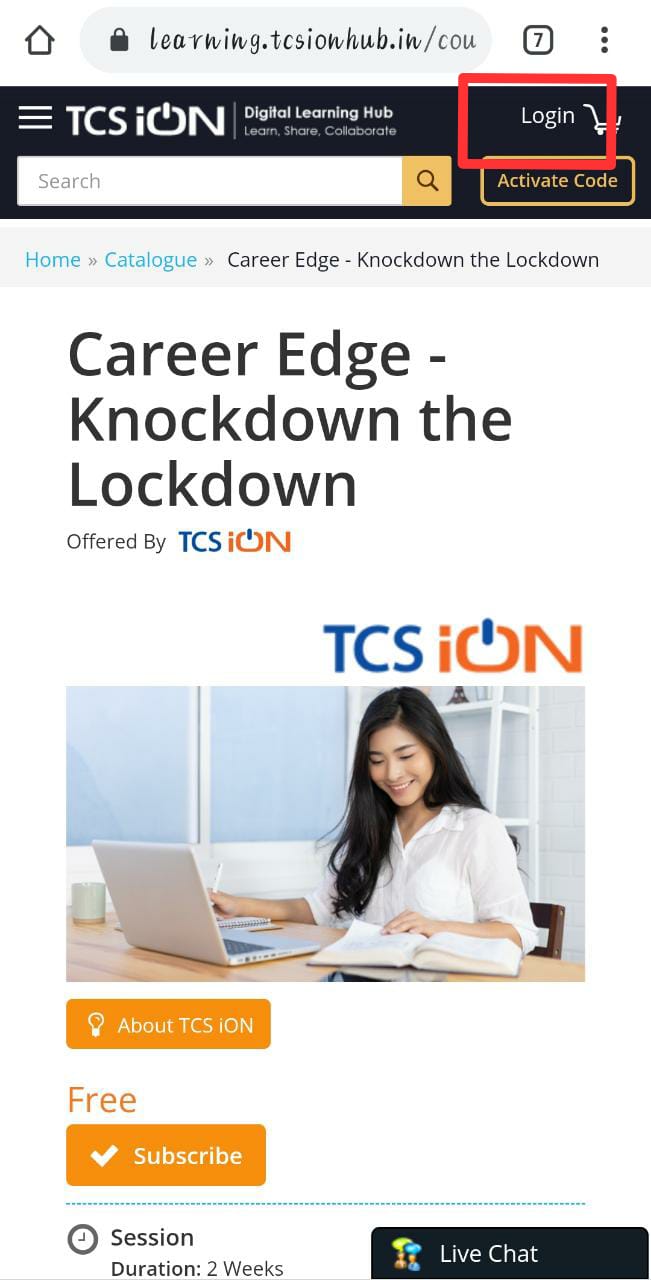 learning.tcsionhub.in/cou
7
TCS iON
Digital Learning Hub
Learn, Share, Collaborate
Login
Search
Activate Code
Home » Catalogue » Career Edge - Knockdown the Lockdown
Career Edge -
Knockdown the
Lockdown
Offered By TCS iON
TCS iON
About TCS iON
Free
Subscribe
Session
Duration: 2 Weeks
Live Chat